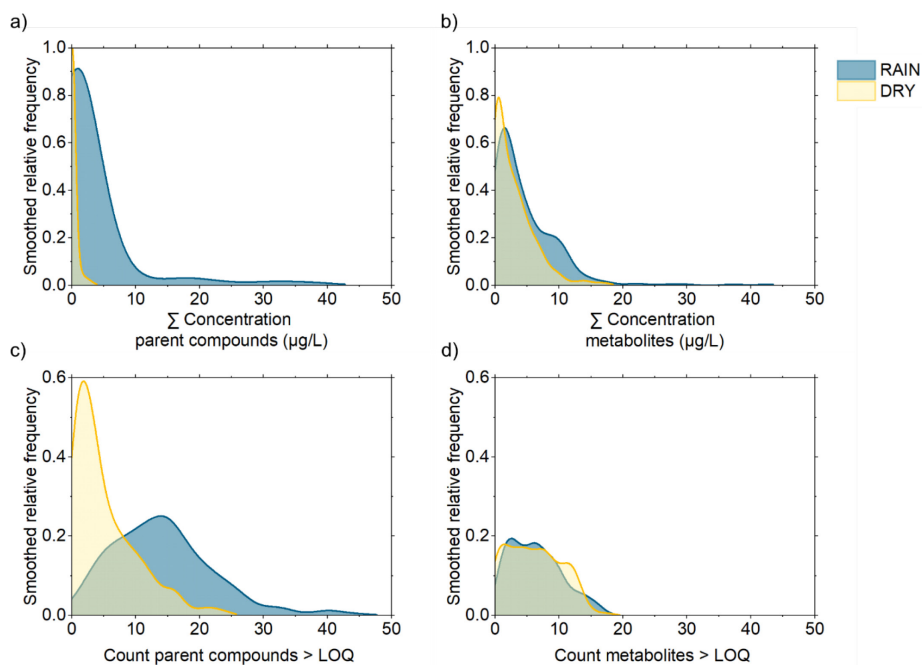 a)
Smoothed relative frequency
1.0
0.8
0.6
0.4
0.2
0.0
0 10 20 30 40 50
∑ Concentration
parent compounds (µg/L)
b)
Smoothed relative frequency
1.0
0.8
0.6
0.4
0.2
0.0
0 10 20 30 40 50
∑ Concentration
metabolites (µg/L)
RAIN
DRY
c)
Smoothed relative frequency
0.6
0.4
0.2
0.0
0 10 20 30 40 50
Count parent compounds > LOQ
d)
Smoothed relative frequency
0.6
0.4
0.2
0.0
0 10 20 30 40 50
Count metabolites > LOQ